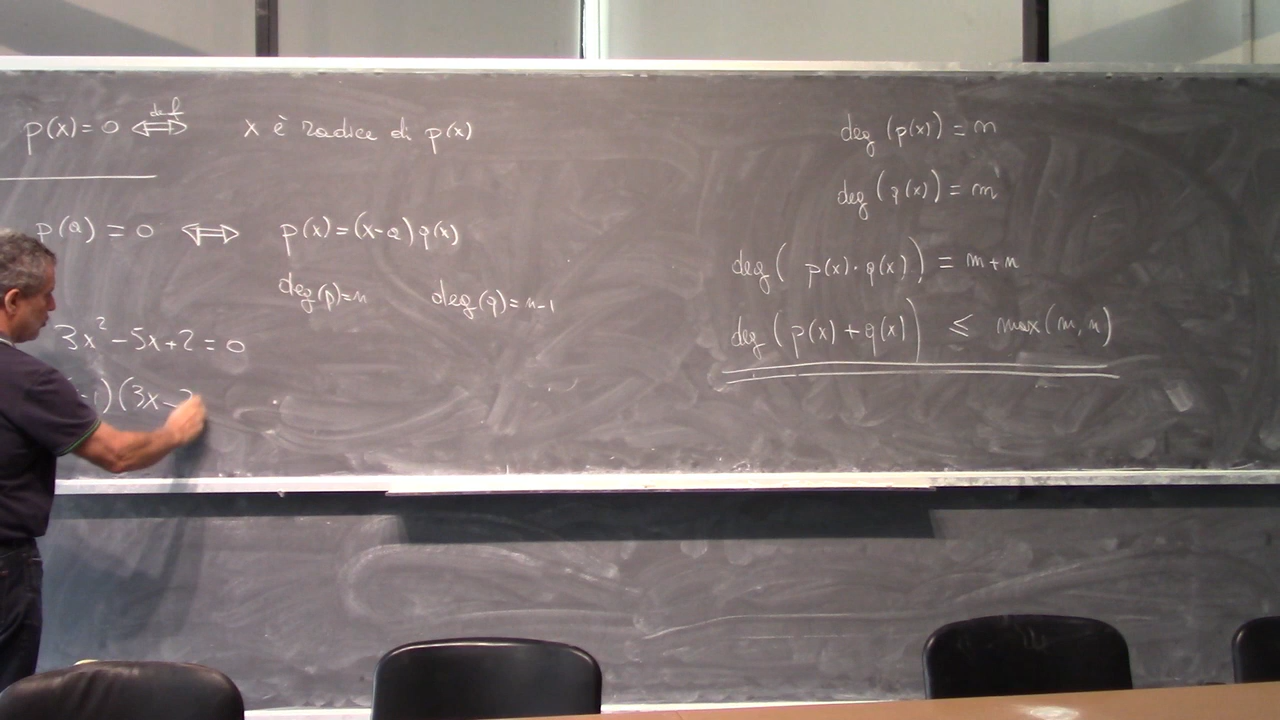 p(x)=0 ⟺ def x è radice di p(x)
p(a)=0 ⟺ p(x)=(x-a)q(x)
deg(p)=n deg(q)=n-1
3x²-5x+2=0
-1)(3x-2
deg(p(x))=n
deg(q(x))=m
deg(p(x)·q(x))=m+n
deg(p(x)+q(x)) ≤ max(m,n)